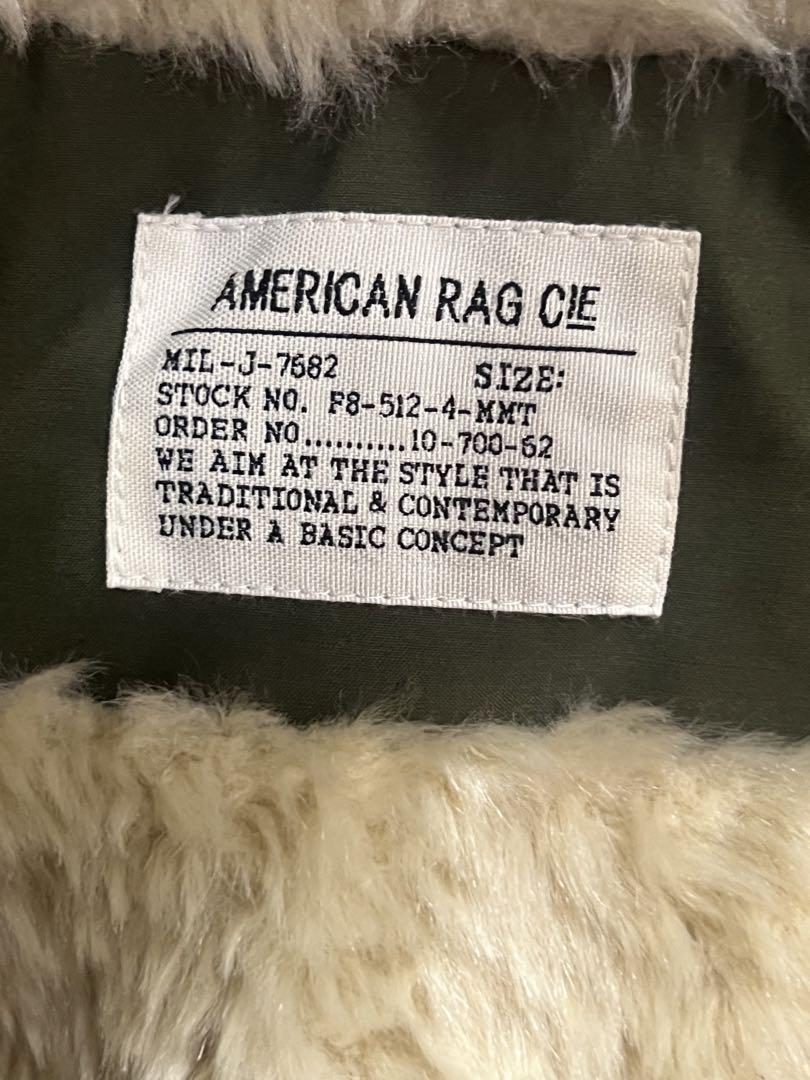 AMERICAN RAG CIE
MIL-J-7682 SIZE:
STOCK NO. F8-512-4-MMT
ORDER NO..........10-700-62
WE AIM AT THE STYLE THAT IS
TRADITIONAL & CONTEMPORARY
UNDER A BASIC CONCEPT